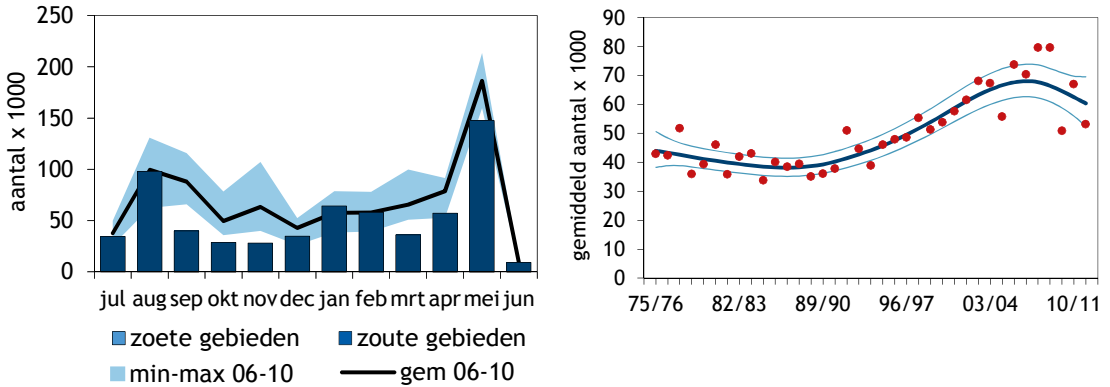 aantal x 1000
250
200
150
100
50
0
jul aug sep okt nov dec jan feb mrt apr mei jun
zoete gebieden zoute gebieden
min-max 06-10 gem 06-10
gemiddeld aantal x 1000
90
80
70
60
50
40
30
20
10
0
75/76 82/83 89/90 96/97 03/04 10/11